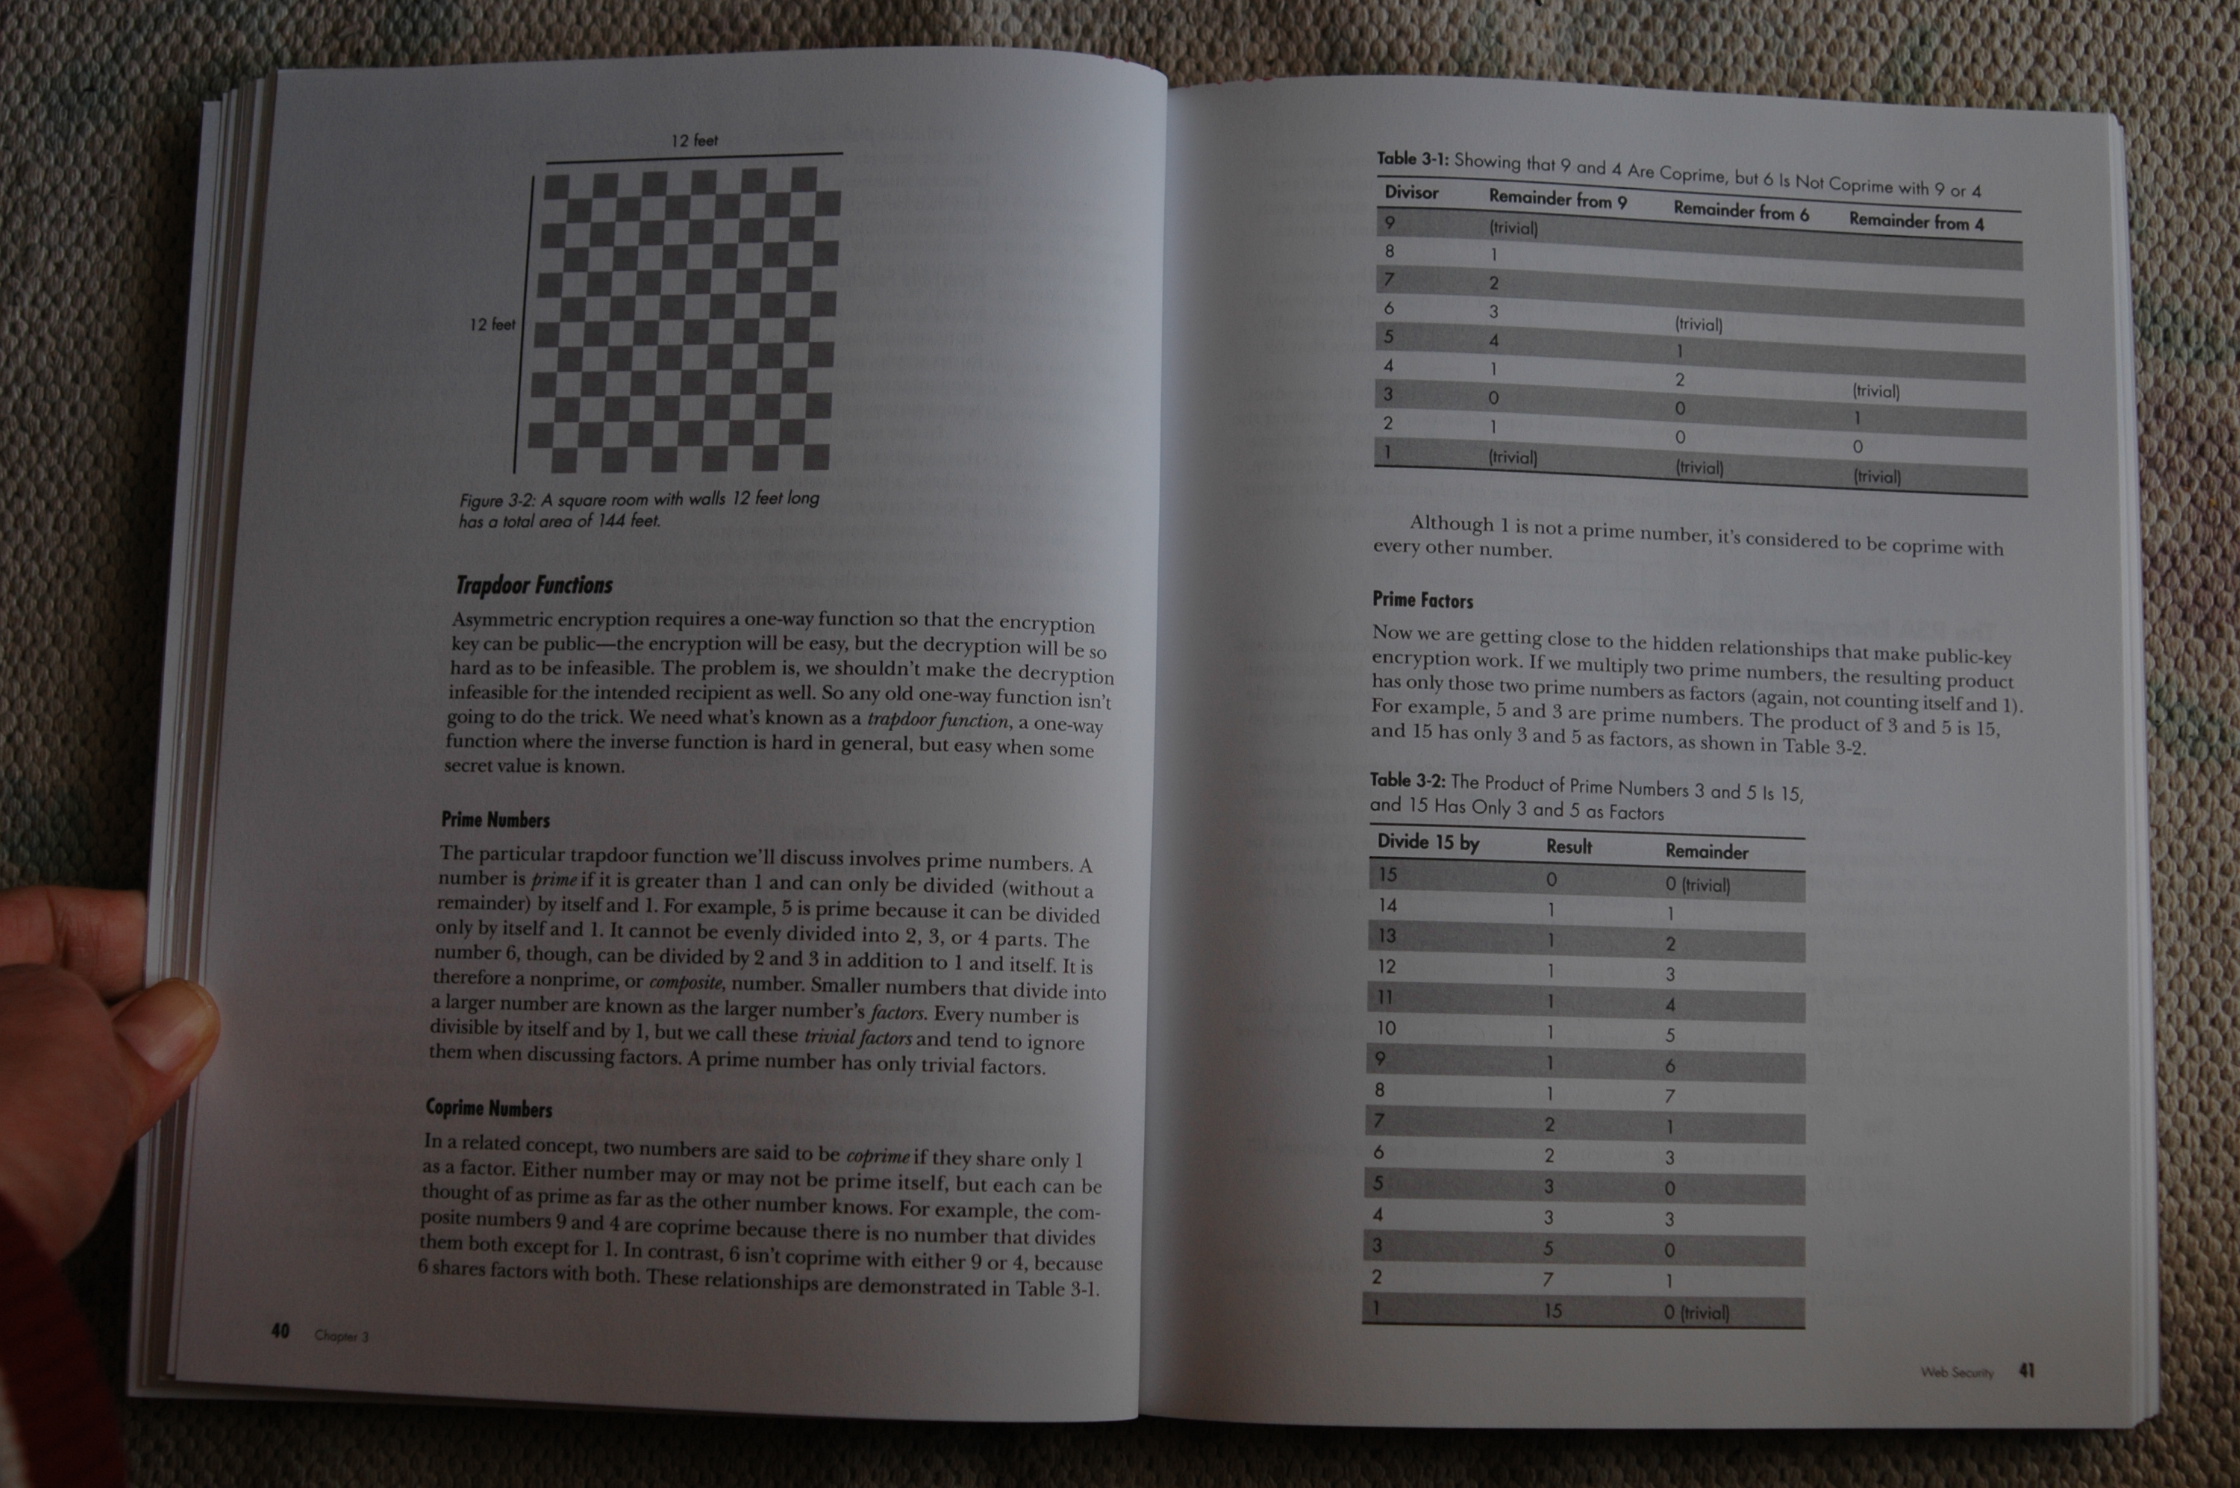 12 feet
12 feet
Figure 3-2: A square room with walls 12 feet long
has a total area of 144 feet.
Trapdoor Functions
Asymmetric encryption requires a one-way function so that the encryption
key can be public—the encryption will be easy, but the decryption will be so
hard as to be infeasible. The problem is, we shouldn't make the decryption
infeasible for the intended recipient as well. So any old one-way function isn't
going to do the trick. We need what's known as a trapdoor function, a one-way
function where the inverse function is hard in general, but easy when some
secret value is known.
Prime Numbers
The particular trapdoor function we'll discuss involves prime numbers. A
number is prime if it is greater than 1 and can only be divided (without a
remainder) by itself and 1. For example, 5 is prime because it can be divided
only by itself and 1. It cannot be evenly divided into 2, 3, or 4 parts. The
number 6, though, can be divided by 2 and 3 in addition to 1 and itself. It is
therefore a nonprime, or composite, number. Smaller numbers that divide into
a larger number are known as the larger number's factors. Every number is
divisible by itself and by 1, but we call these trivial factors and tend to ignore
them when discussing factors. A prime number has only trivial factors.
Coprime Numbers
In a related concept, two numbers are said to be coprime if they share only 1
as a factor. Either number may or may not be prime itself, but each can be
thought of as prime as far as the other number knows. For example, the com-
posite numbers 9 and 4 are coprime because there is no number that divides
them both except for 1. In contrast, 6 isn't coprime with either 9 or 4, because
6 shares factors with both. These relationships are demonstrated in Table 3-1.
40 Chapter 3
Table 3-1: Showing that 9 and 4 Are Coprime, but 6 Is Not Coprime with 9 or 4
Divisor Remainder from 9 Remainder from 6 Remainder from 4
9 (trivial)
8 1
7 2
6 3 (trivial)
5 4 1
4 1 2 (trivial)
3 0 0 1
2 1 0 0
1 (trivial) (trivial) (trivial)
Although 1 is not a prime number, it's considered to be coprime with
every other number.
Prime Factors
Now we are getting close to the hidden relationships that make public-key
encryption work. If we multiply two prime numbers, the resulting product
has only those two prime numbers as factors (again, not counting itself and 1).
For example, 5 and 3 are prime numbers. The product of 3 and 5 is 15,
and 15 has only 3 and 5 as factors, as shown in Table 3-2.
Table 3-2: The Product of Prime Numbers 3 and 5 Is 15,
and 15 Has Only 3 and 5 as Factors
Divide 15 by Result Remainder
15 0 0 (trivial)
14 1 1
13 1 2
12 1 3
11 1 4
10 1 5
9 1 6
8 1 7
7 2 1
6 2 3
5 3 0
4 3 3
3 5 0
2 7 1
1 15 0 (trivial)
Web Security 41